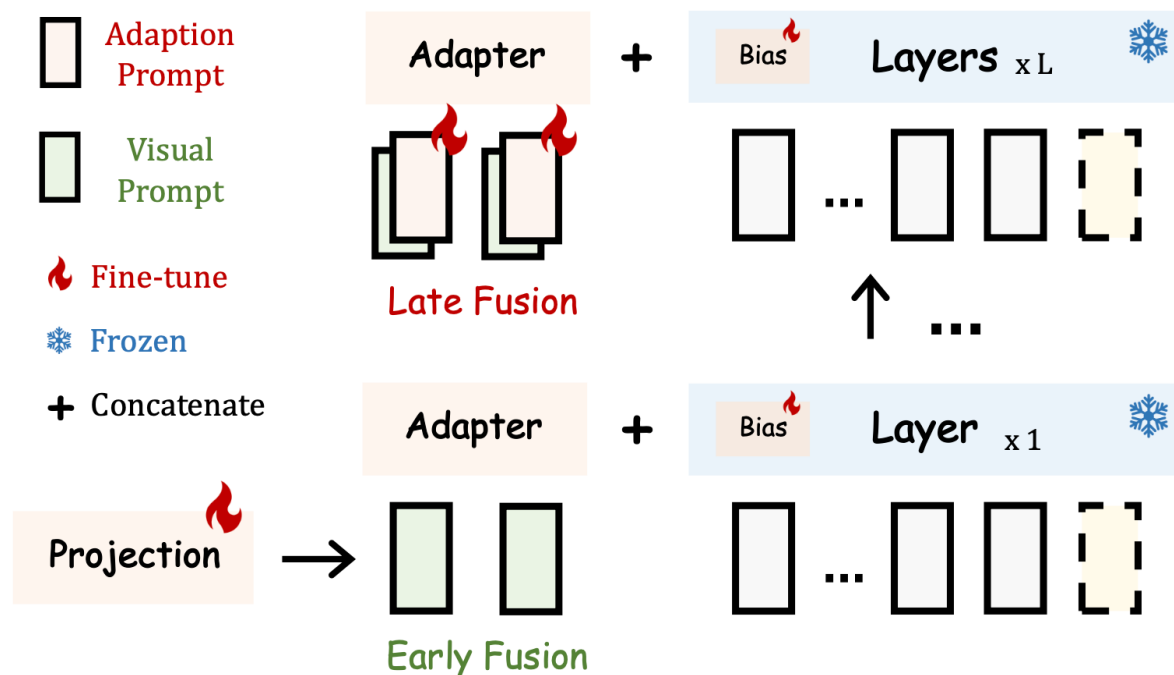 Adaption
Prompt
Visual
Prompt
Fine-tune
Frozen
+ Concatenate
Adapter + Bias Layers x L
...
Late Fusion
...
Adapter + Bias Layer x 1
Projection
...
Early Fusion